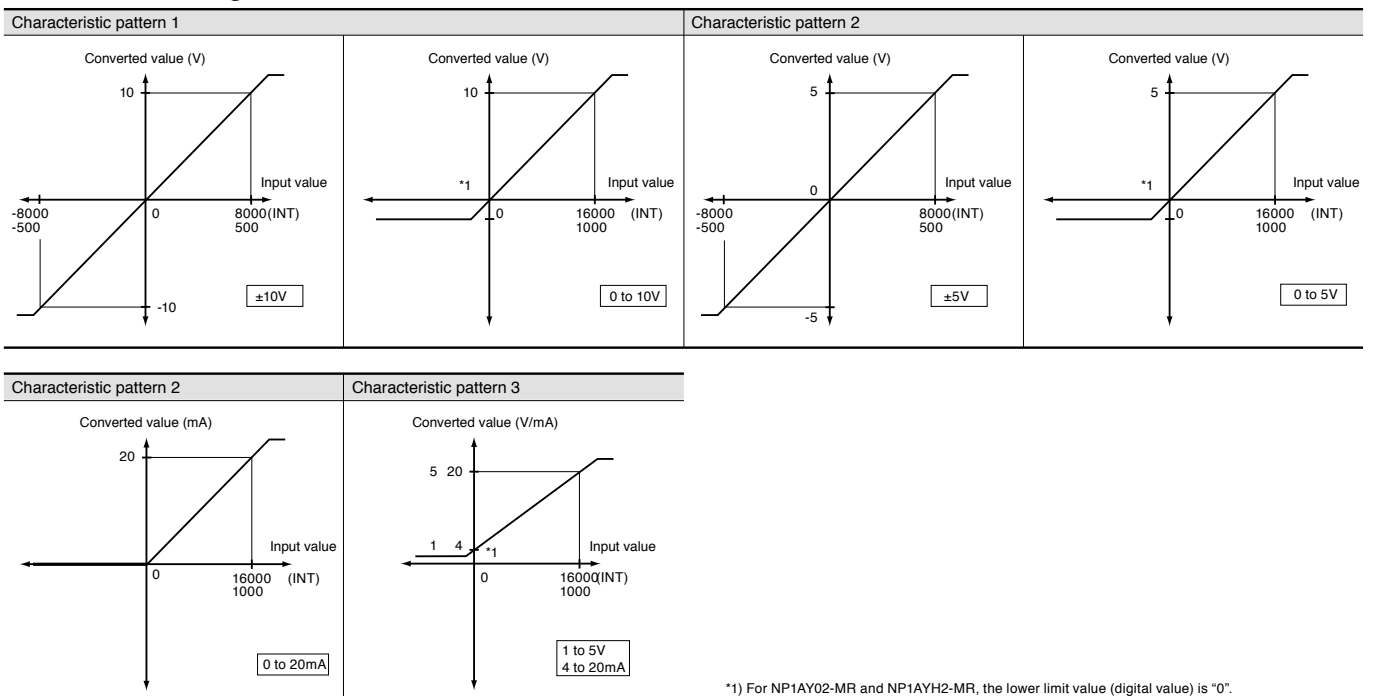 Characteristic pattern 1
Characteristic pattern 2
Converted value (V)
10
Input value
-8000
-500
0
8000(INT)
500
-10
±10V
Converted value (V)
10
*1
Input value
0
16000 (INT)
1000
0 to 10V
Converted value (V)
5
0
Input value
-8000
-500
8000(INT)
500
-5
±5V
Converted value (V)
5
*1
Input value
0
16000 (INT)
1000
0 to 5V
Characteristic pattern 2
Characteristic pattern 3
Converted value (mA)
20
Input value
0
16000 (INT)
1000
0 to 20mA
Converted value (V/mA)
5 20
1 4
*1
Input value
0
16000(INT)
1000
1 to 5V
4 to 20mA
*1) For NP1AY02-MR and NP1AYH2-MR, the lower limit value (digital value) is “0”.